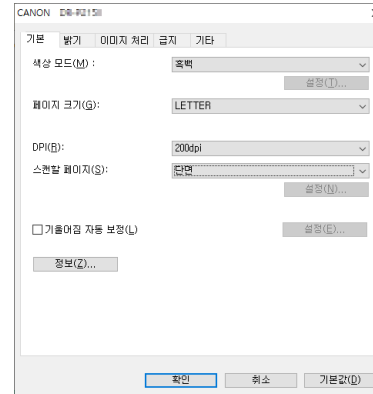 CANON DR-P215II
기본 밝기 이미지 처리 급지 기타
색상 모드(M) : 흑백
설정(T)...
페이지 크기(G): LETTER
DPI(R): 200dpi
스캔할 페이지(S): 단면
설정(N)...
기울어짐 자동 보정(L) 설정(E)...
정보(Z)...
확인 취소 기본값(D)